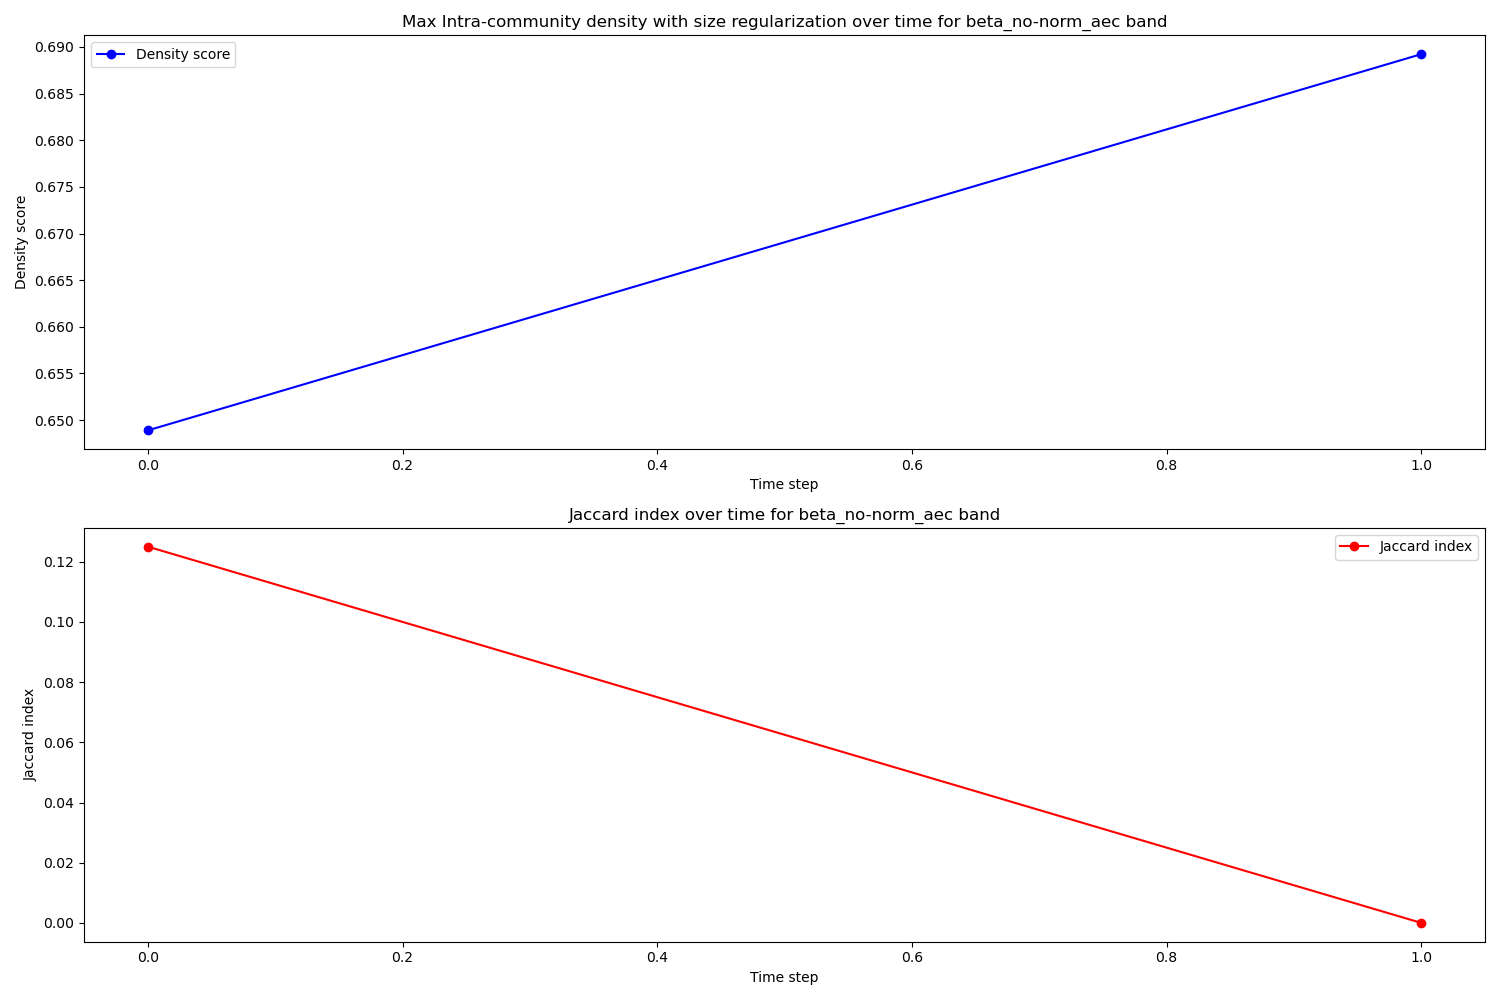 Max Intra-community density with size regularization over time for beta_no-norm_aec band
Density score
0.690
0.685
0.680
0.675
0.670
0.665
0.660
0.655
0.650
Density score
0.0 0.2 0.4 0.6 0.8 1.0
Time step
Jaccard index over time for beta_no-norm_aec band
Jaccard index
0.12
0.10
0.08
0.06
0.04
0.02
0.00
Jaccard index
0.0 0.2 0.4 0.6 0.8 1.0
Time step